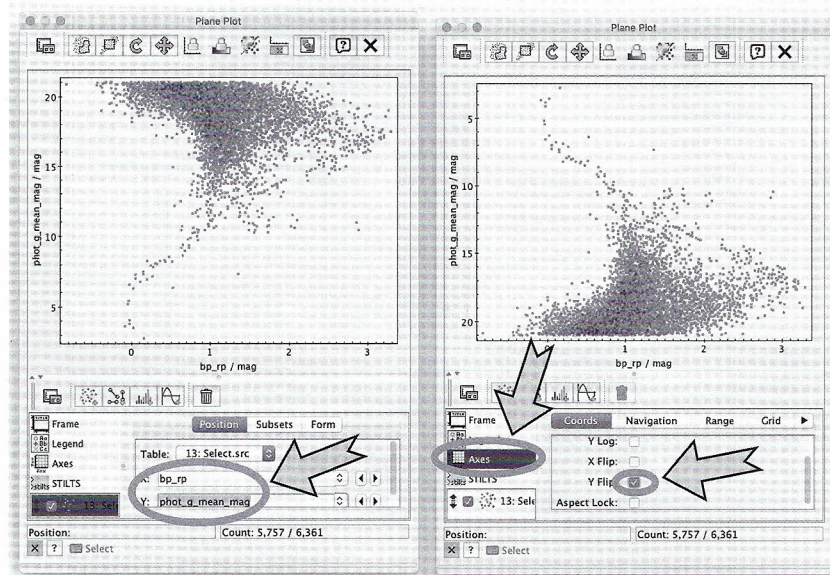 Plane Plot
20
15
10
5
phot_g_mean_mag / mag
0 1 2 3
bp_rp / mag
Frame
Legend
Axes
STILTS
13: Sel
Position Subsets Form
Table: 13: Select.src
X: bp_rp
Y: phot_g_mean_mag
Position:
Count: 5,757 / 6,361
Select
Plane Plot
5
10
15
20
phot_g_mean_mag / mag
1 2 3
bp_rp / mag
Frame
Axes
STILTS
13: Sele
Coords Navigation Range Grid
Y Log:
X Flip:
Y Flip
Aspect Lock:
Position:
Count: 5,757 / 6,361
Select